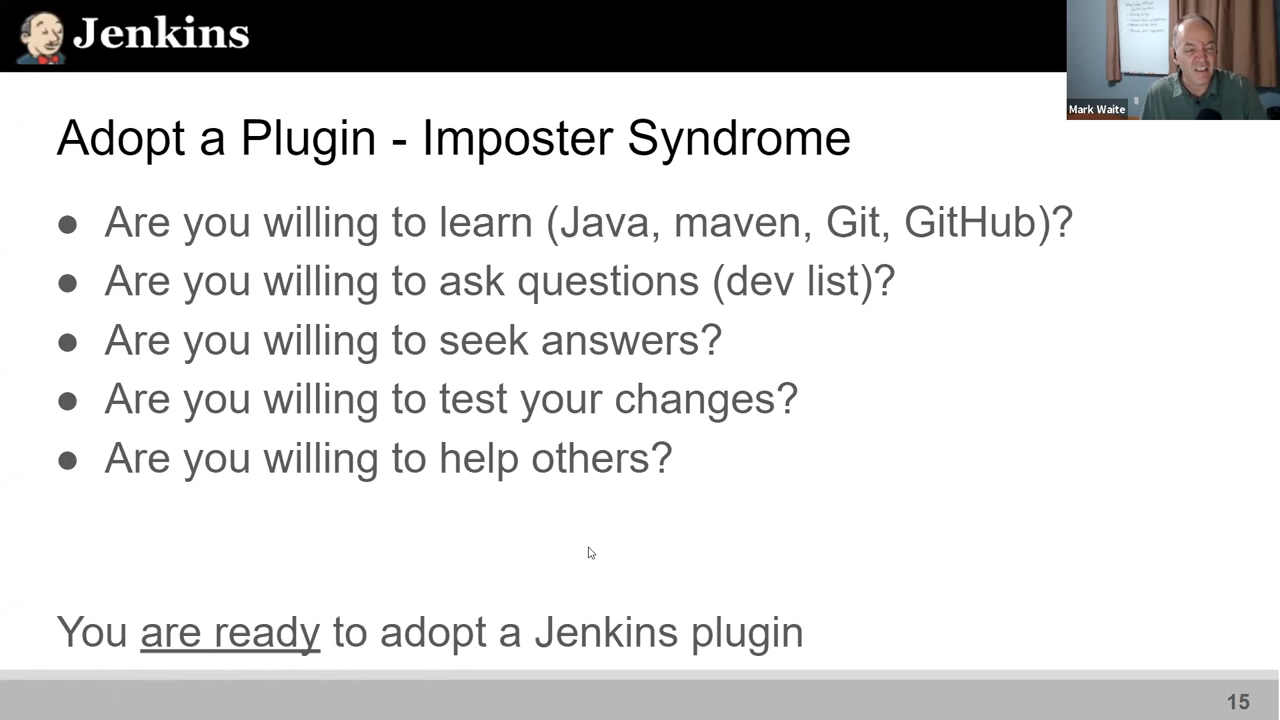 Jenkins
Mark Waite
Adopt a Plugin - Imposter Syndrome
● Are you willing to learn (Java, maven, Git, GitHub)?
● Are you willing to ask questions (dev list)?
● Are you willing to seek answers?
● Are you willing to test your changes?
● Are you willing to help others?
You are ready to adopt a Jenkins plugin
15